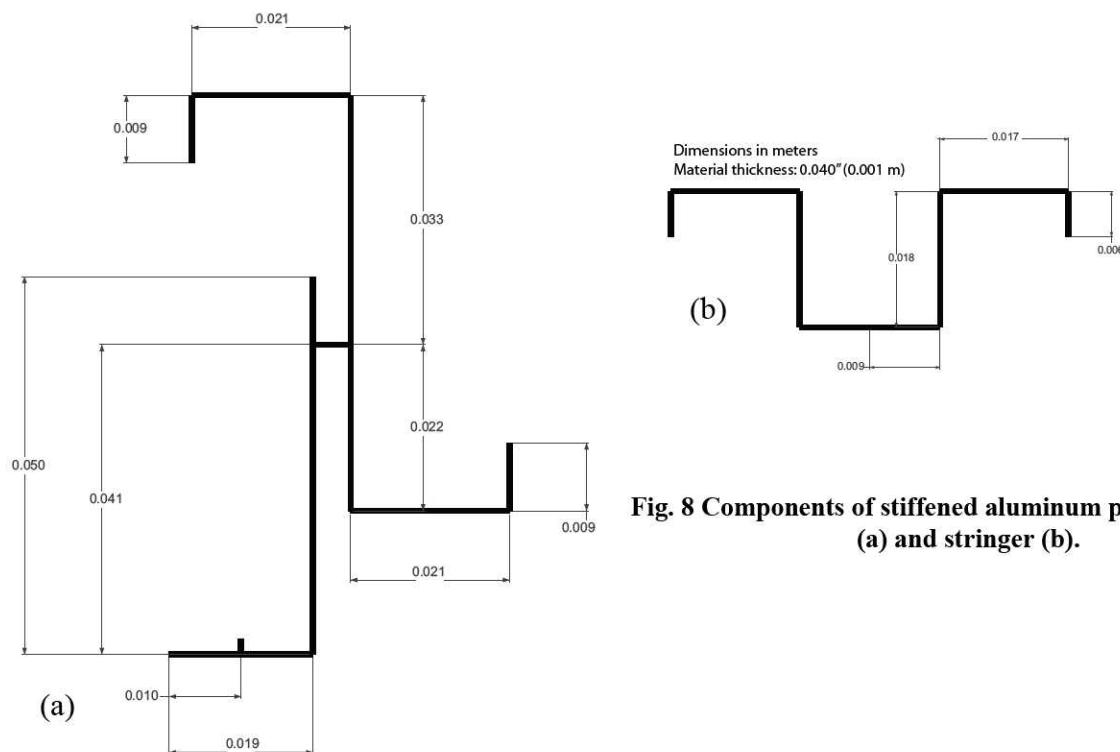 0.021
0.009
0.033
0.050
0.041
0.022
0.009
0.021
0.010
0.019
(a)
Dimensions in meters
Material thickness: 0.040" (0.001 m)
0.017
0.018
0.006
0.009
(b)
Fig. 8 Components of stiffened aluminum p
(a) and stringer (b).